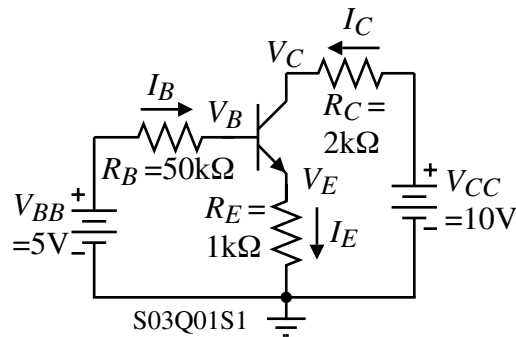 I_C
V_C
I_B
V_B
R_C =
2kΩ
R_B =50kΩ
V_E
V_BB
=5V
+
−
R_E =
1kΩ
I_E
+
−
V_CC
=10V
S03Q01S1